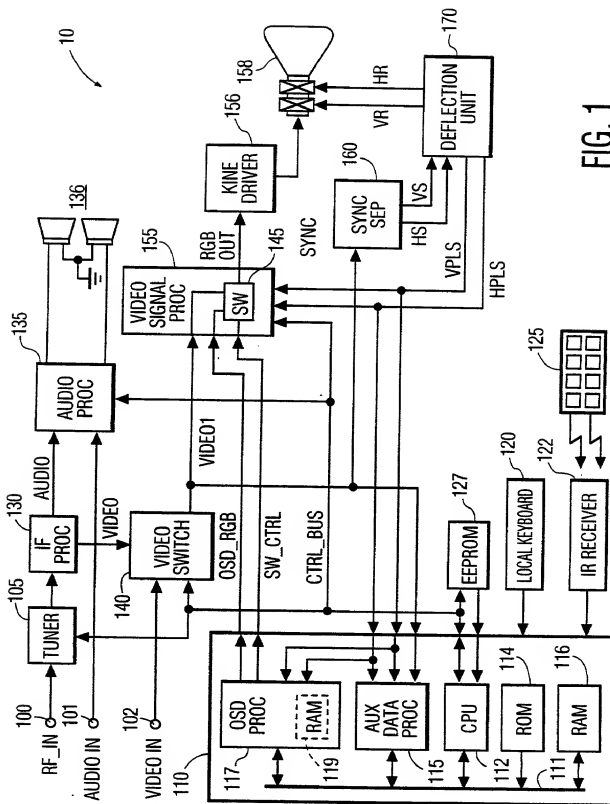 10
136
135
AUDIO PROC
130
IF PROC
AUDIO
105
TUNER
VIDEO
100
RF_IN
101
AUDIO IN
102
VIDEO IN
140
VIDEO SWITCH
VIDEO1
OSD_RGB
SW_CTRL
CTRL_BUS
155
VIDEO SIGNAL PROC
SW
145
RGB OUT
SYNC
156
KINE DRIVER
158
160
SYNC SEP
VS
HS
VR
HR
170
DEFLECTION UNIT
VPLS
HPLS
110
OSD PROC
RAM
117
119
AUX DATA PROC
115
CPU
112
ROM
114
RAM
116
111
EEPROM
127
LOCAL KEYBOARD
120
IR RECEIVER
122
125
FIG. 1